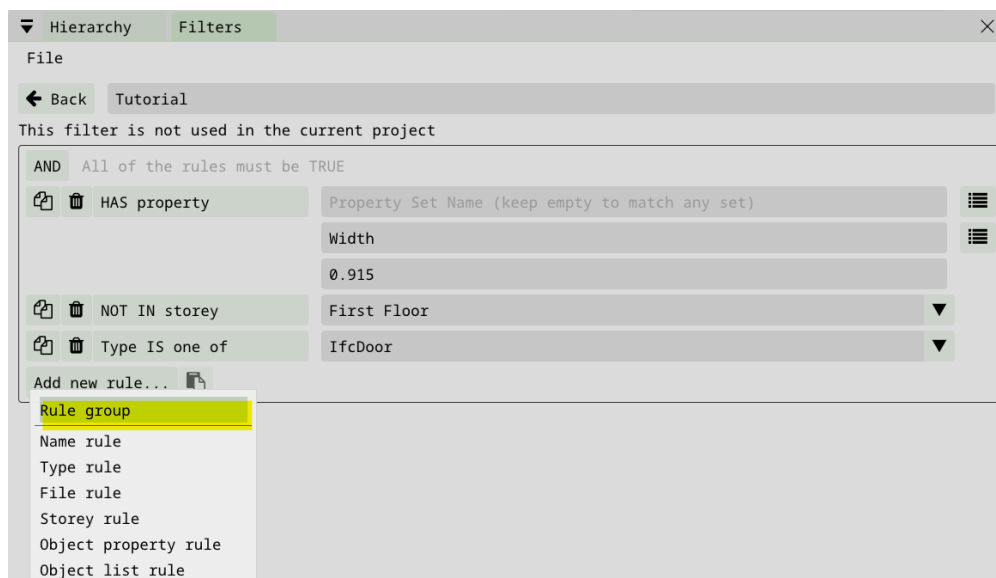 Hierarchy Filters
File
Back Tutorial
This filter is not used in the current project
AND All of the rules must be TRUE
HAS property Property Set Name (keep empty to match any set)
Width
0.915
NOT IN storey First Floor
Type IS one of IfcDoor
Add new rule...
Rule group
Name rule
Type rule
File rule
Storey rule
Object property rule
Object list rule